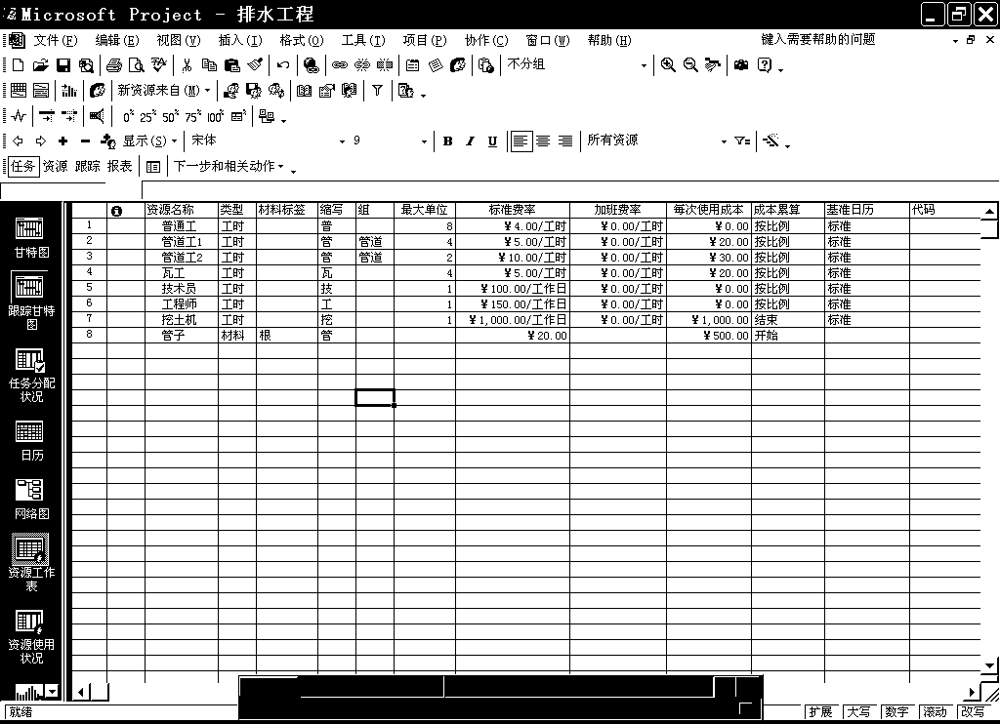 Microsoft Project - 排水工程
文件(F) 编辑(E) 视图(V) 插入(I) 格式(O) 工具(T) 项目(P) 协作(C) 窗口(W) 帮助(H) 键入需要帮助的问题
不分组
新资源来自(M)
0% 25% 50% 75% 100%
显示(S) 宋体 9 B I U 所有资源
任务 资源 跟踪 报表 下一步和相关动作
资源名称 类型 材料标签 缩写 组 最大单位 标准费率 加班费率 每次使用成本 成本累算 基准日历 代码
1 普通工 工时 普 8 ¥4.00/工时 ¥0.00/工时 ¥0.00 按比例 标准
2 管道工1 工时 管 管道 4 ¥5.00/工时 ¥0.00/工时 ¥20.00 按比例 标准
3 管道工2 工时 管 管道 2 ¥10.00/工时 ¥0.00/工时 ¥30.00 按比例 标准
4 瓦工 工时 瓦 4 ¥5.00/工时 ¥0.00/工时 ¥20.00 按比例 标准
5 技术员 工时 技 1 ¥100.00/工作日 ¥0.00/工时 ¥0.00 按比例 标准
6 工程师 工时 工 1 ¥150.00/工作日 ¥0.00/工时 ¥0.00 按比例 标准
7 挖土机 工时 挖 1 ¥1,000.00/工作日 ¥0.00/工时 ¥1,000.00 结束 标准
8 管子 材料 根 管 ¥20.00 ¥500.00 开始
甘特图
跟踪甘特
图
任务分配
状况
日历
网络图
资源工作
表
资源使用
状况
就绪 扩展 大写 数字 滚动 改写